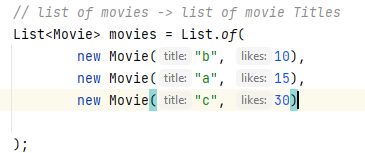 // list of movies -> list of movie Titles
List<Movie> movies = List.of(
new Movie( title: "b", likes: 10),
new Movie( title: "a", likes: 15),
new Movie( title: "c", likes: 30)
);